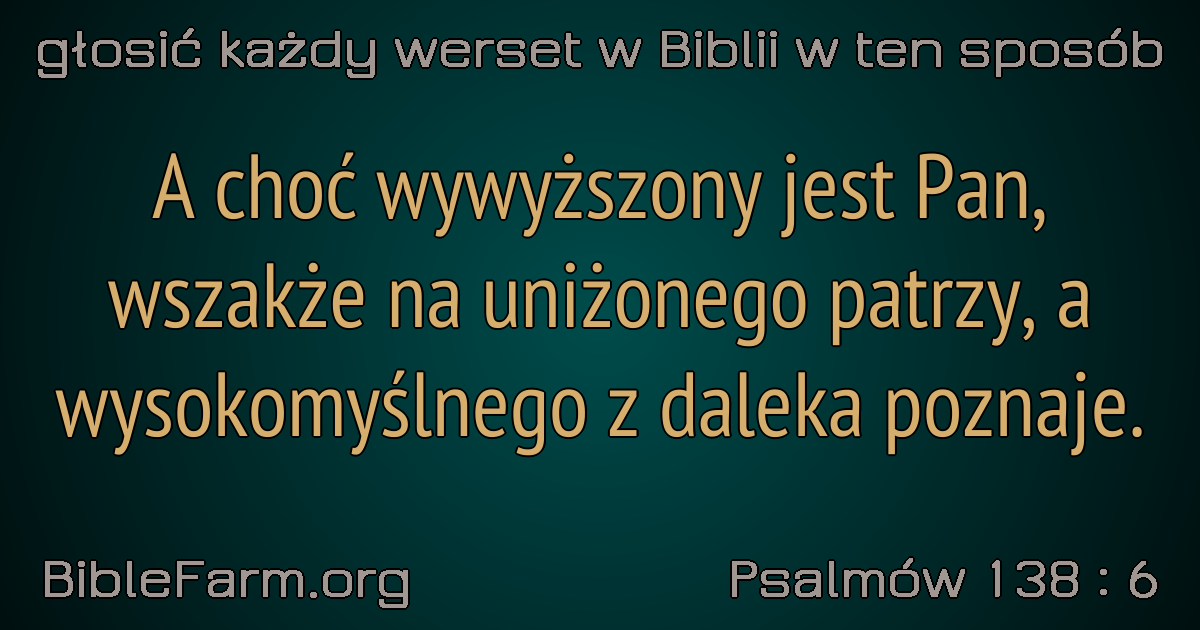 głosić każdy werset w Biblii w ten sposób
A choć wywyższony jest Pan,
wszakże na uniżonego patrzy, a
wysokomyślnego z daleka poznaje.
BibleFarm.org
Psalmów 138 : 6